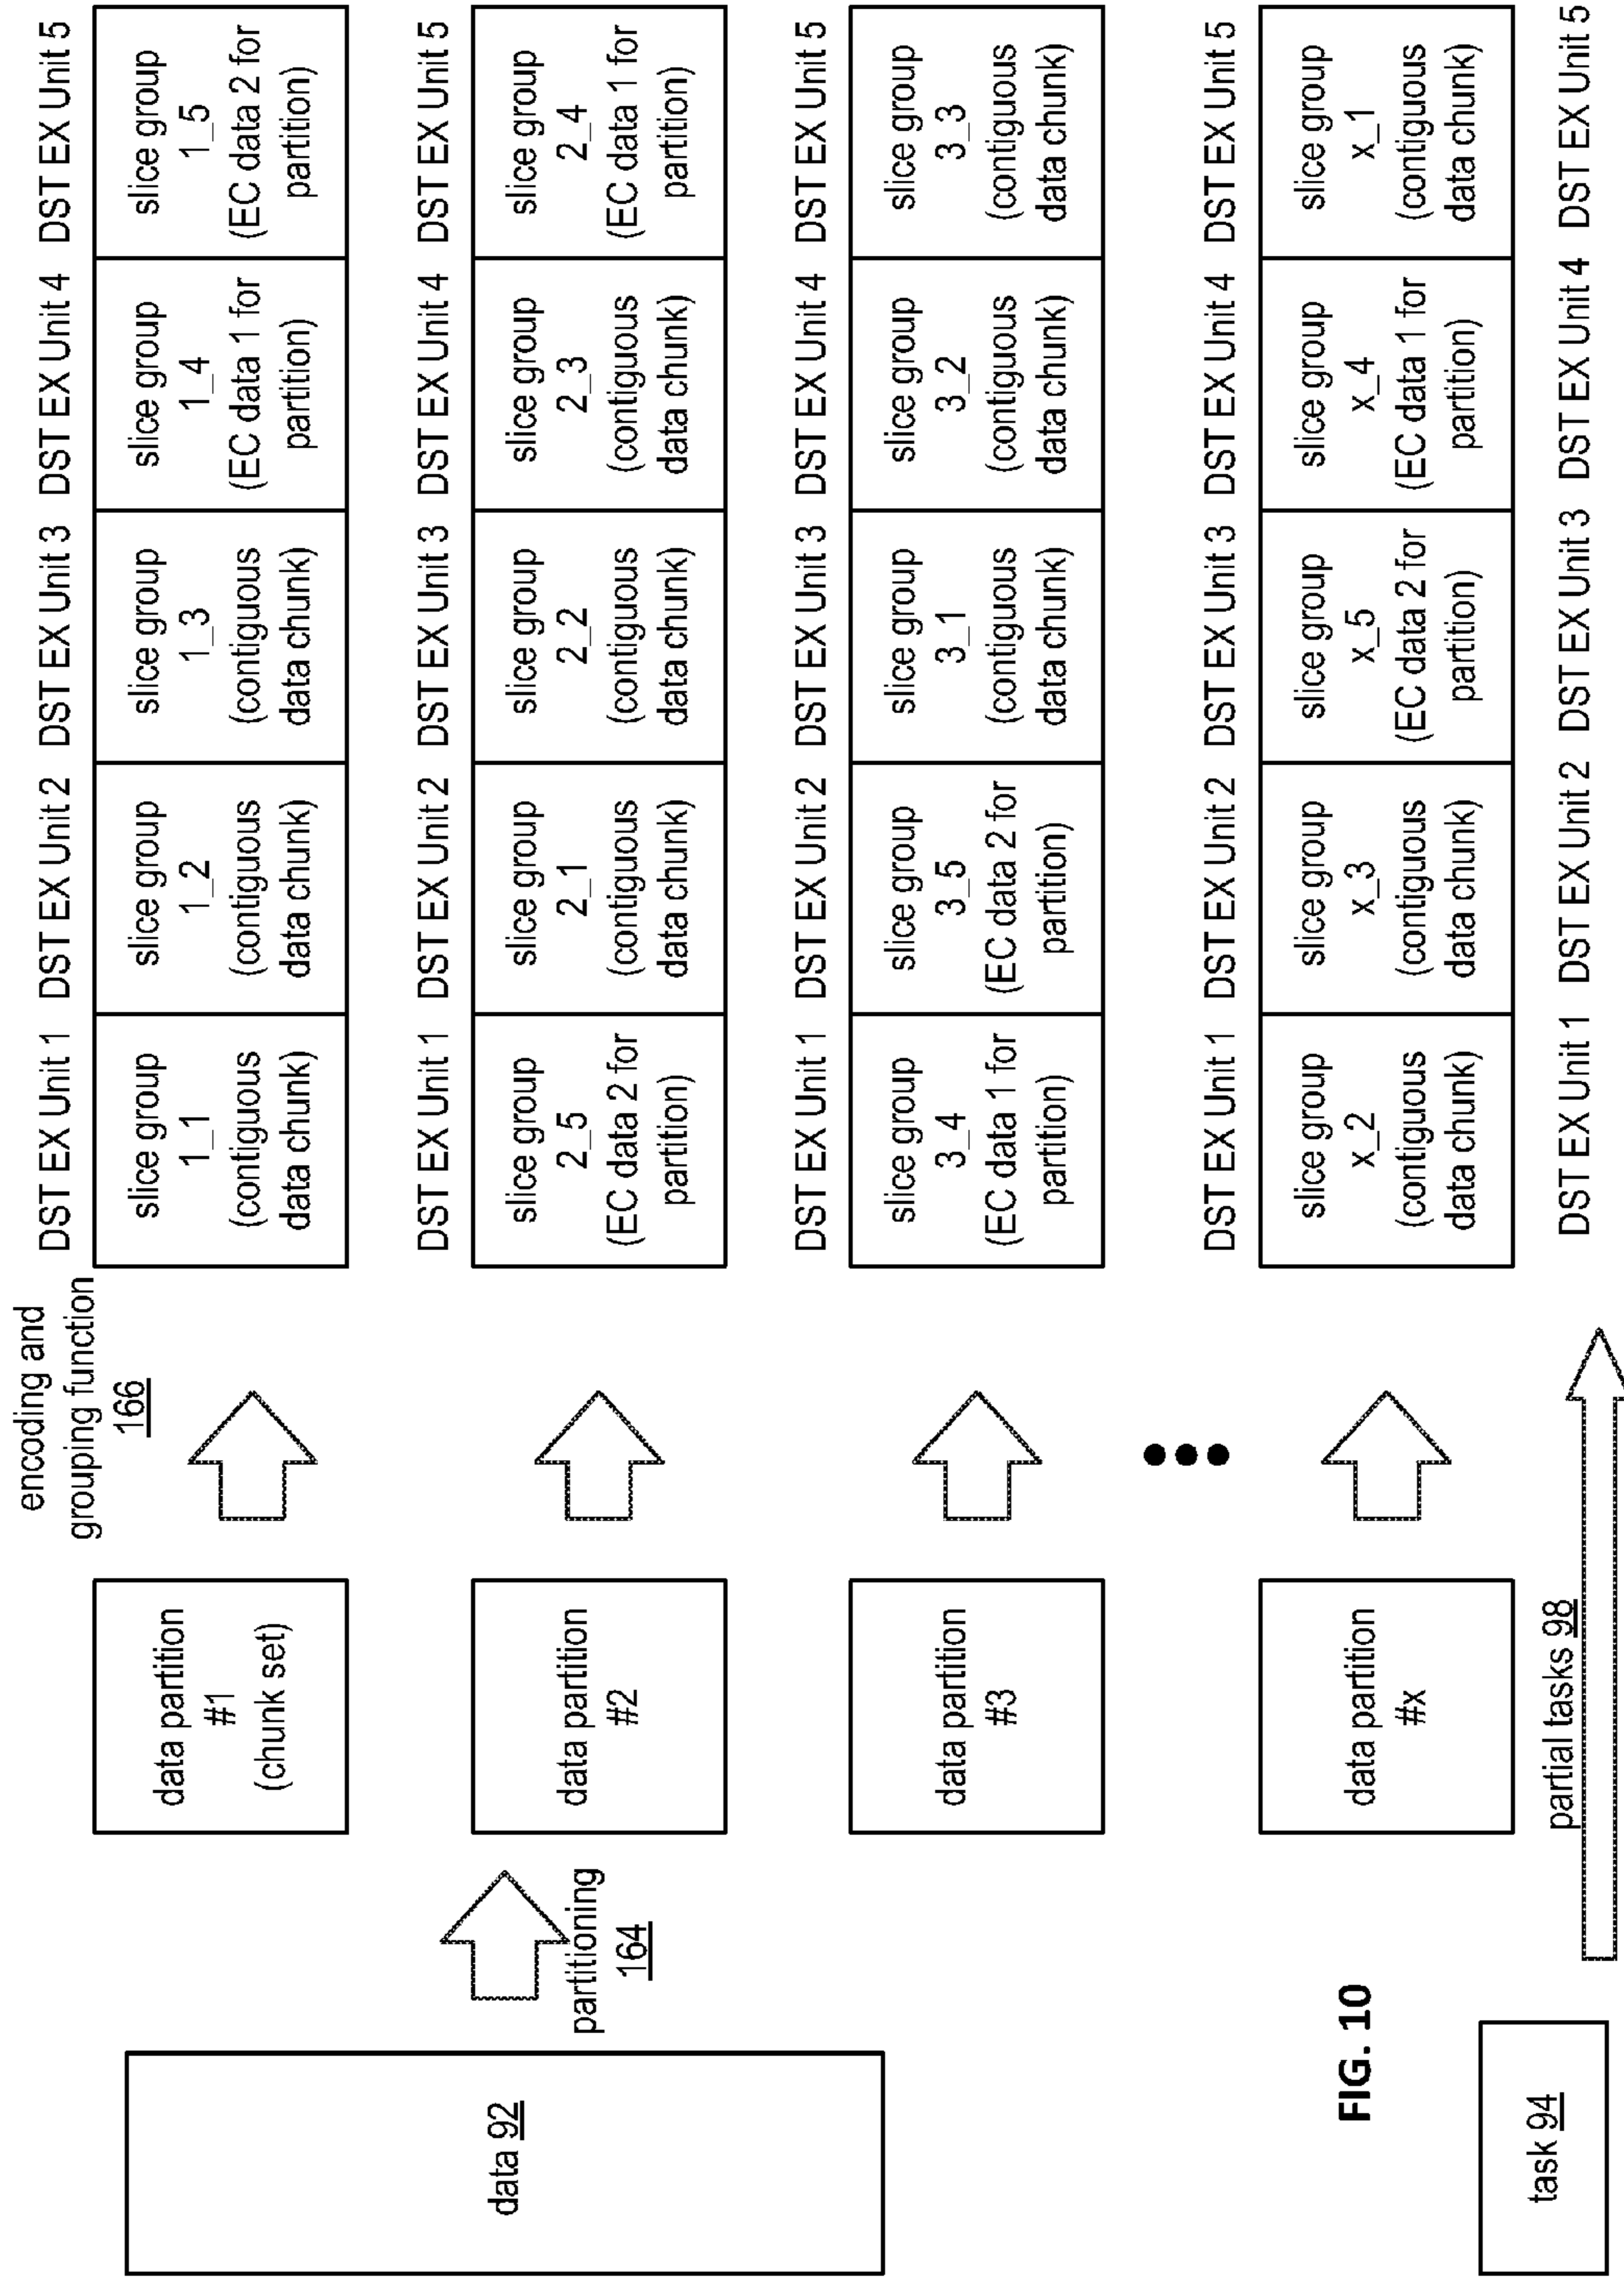 encoding and
grouping function
166
data 92
partitioning
164
data partition
#1
(chunk set)
DST EX Unit 1 DST EX Unit 2 DST EX Unit 3 DST EX Unit 4 DST EX Unit 5
slice group
1_1
(contiguous
data chunk)
slice group
1_2
(contiguous
data chunk)
slice group
1_3
(contiguous
data chunk)
slice group
1_4
(EC data 1 for
partition)
slice group
1_5
(EC data 2 for
partition)
data partition
#2
DST EX Unit 1 DST EX Unit 2 DST EX Unit 3 DST EX Unit 4 DST EX Unit 5
slice group
2_5
(EC data 2 for
partition)
slice group
2_1
(contiguous
data chunk)
slice group
2_2
(contiguous
data chunk)
slice group
2_3
(contiguous
data chunk)
slice group
2_4
(EC data 1 for
partition)
data partition
#3
DST EX Unit 1 DST EX Unit 2 DST EX Unit 3 DST EX Unit 4 DST EX Unit 5
slice group
3_4
(EC data 1 for
partition)
slice group
3_5
(EC data 2 for
partition)
slice group
3_1
(contiguous
data chunk)
slice group
3_2
(contiguous
data chunk)
slice group
3_3
(contiguous
data chunk)
data partition
#x
DST EX Unit 1 DST EX Unit 2 DST EX Unit 3 DST EX Unit 4 DST EX Unit 5
slice group
x_2
(contiguous
data chunk)
slice group
x_3
(contiguous
data chunk)
slice group
x_5
(EC data 2 for
partition)
slice group
x_4
(EC data 1 for
partition)
slice group
x_1
(contiguous
data chunk)
FIG. 10
task 94
partial tasks 98
DST EX Unit 1 DST EX Unit 2 DST EX Unit 3 DST EX Unit 4 DST EX Unit 5